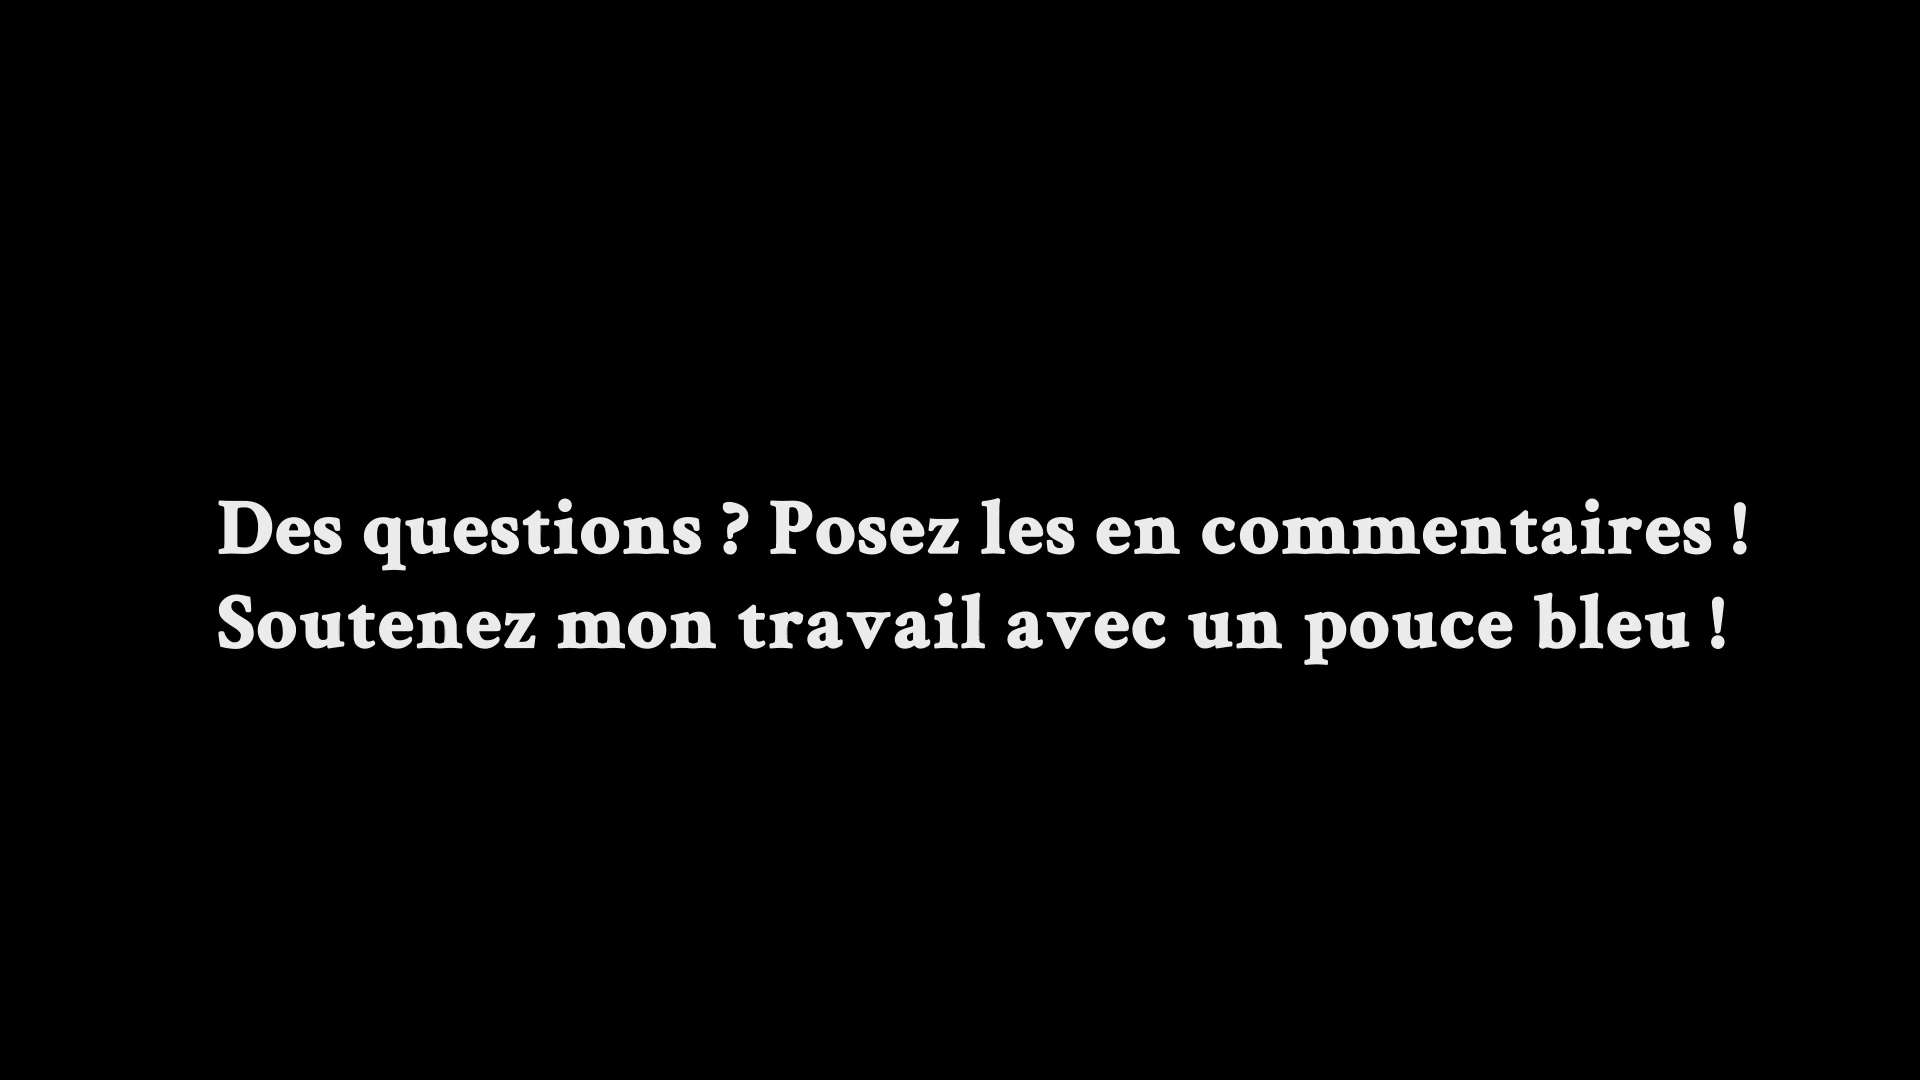 Des questions ? Posez les en commentaires !
Soutenez mon travail avec un pouce bleu !